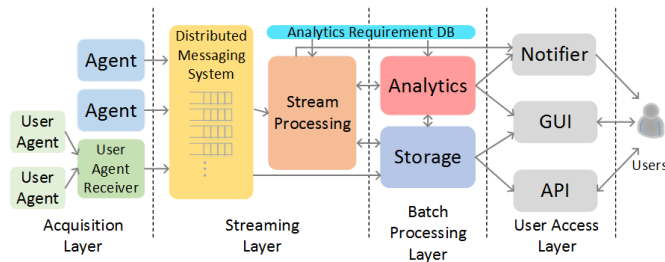 Distributed
Messaging
System
Analytics Requirement DB
Agent
Agent
User
Agent
User
Agent
User
Agent
Receiver
Stream
Processing
Analytics
Storage
Notifier
GUI
API
Users
Acquisition
Layer
Streaming
Layer
Batch
Processing
Layer
User Access
Layer